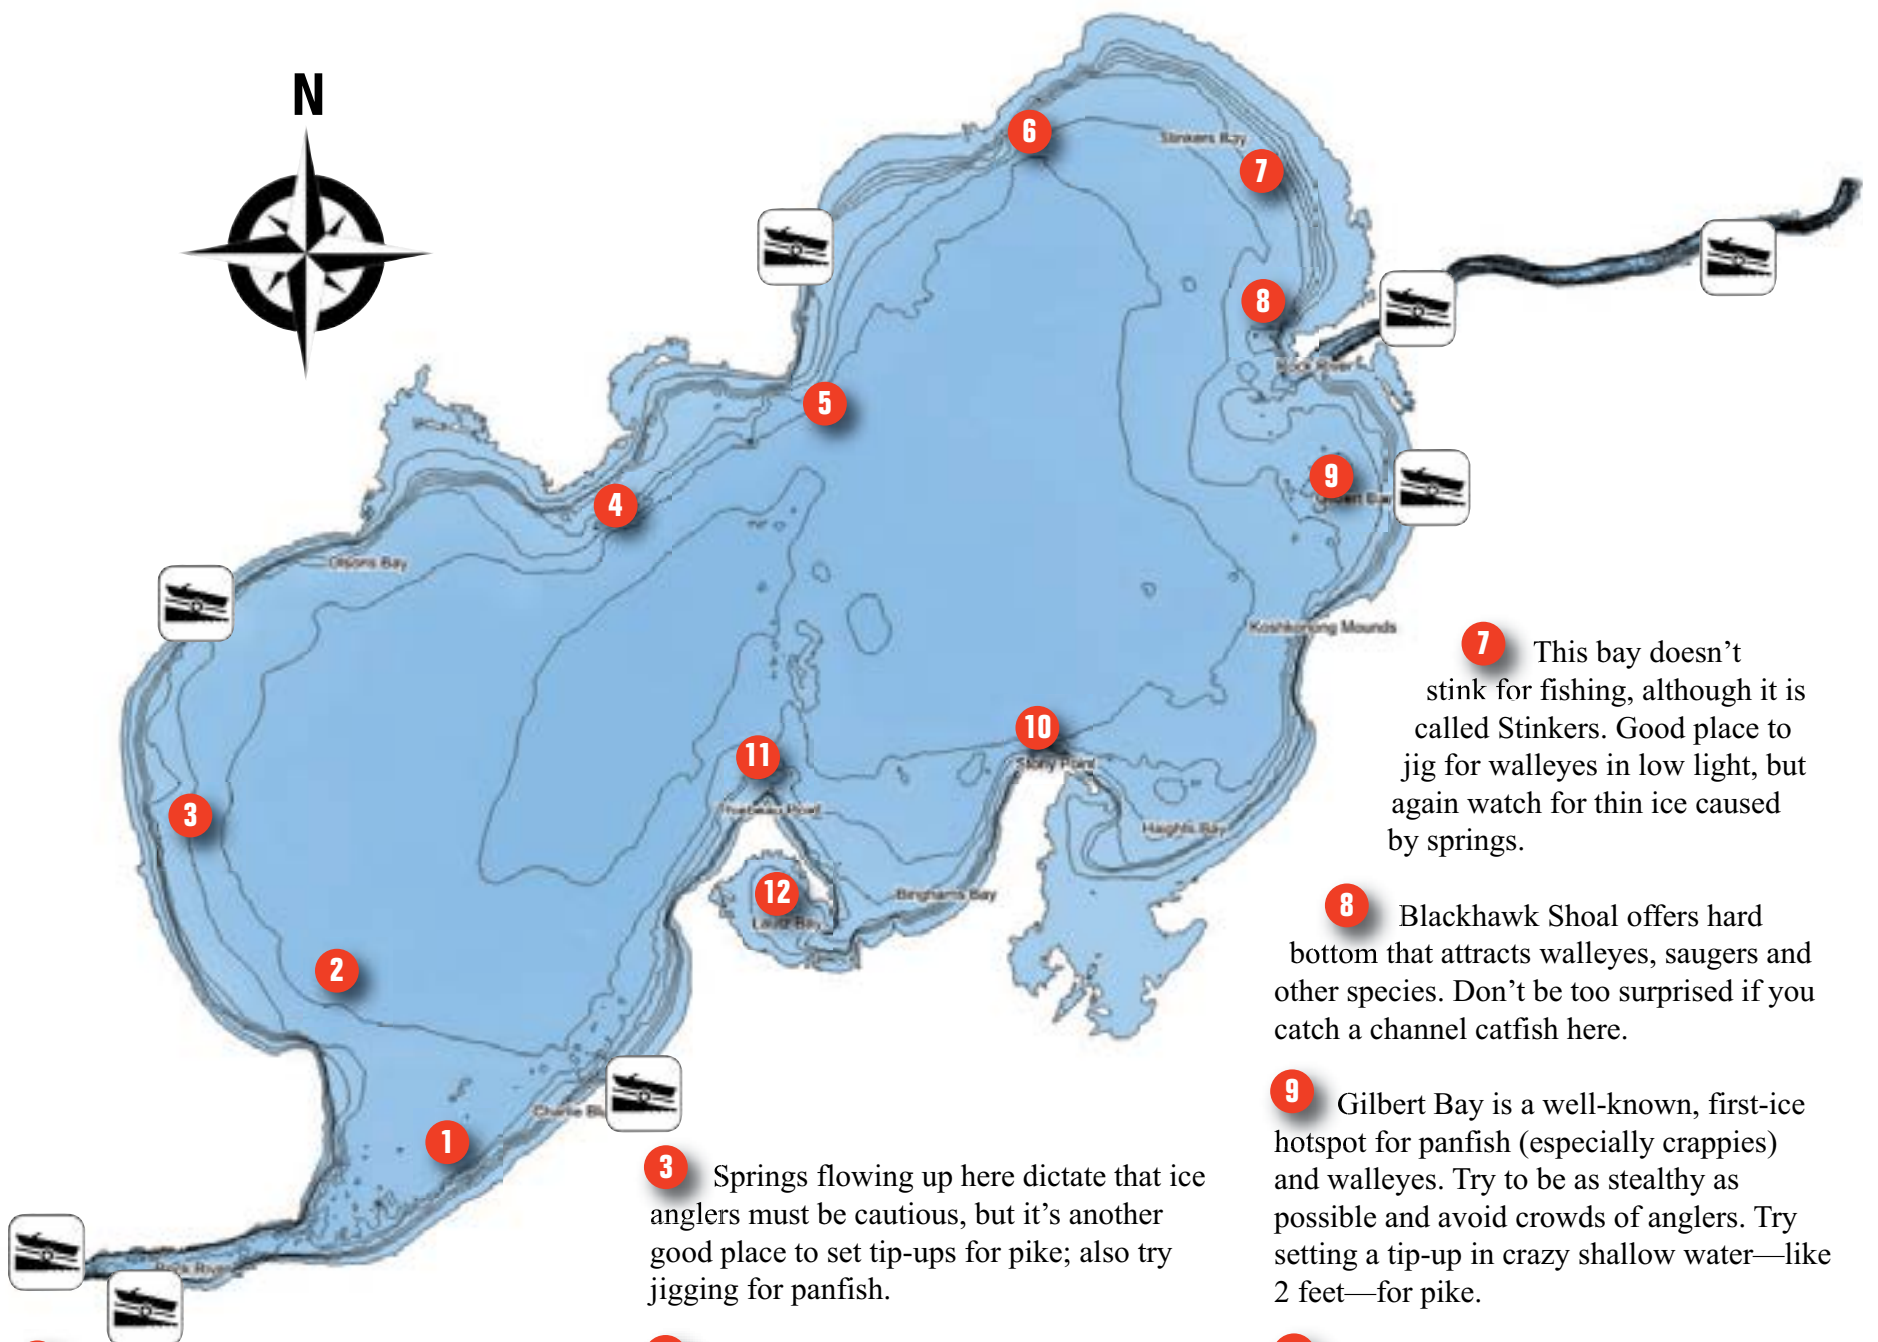 N
6
Stinkers Bay
7
8
Rock River
5
9
4
Olsons Bay
Koshkonong Mounds
10
Stony Point
11
Thiebeau Point
3
Haights Bay
12
Binghams Bay
2
Charlie
1
Rock River
3 Springs flowing up here dictate that ice
anglers must be cautious, but it’s another
good place to set tip-ups for pike; also try
jigging for panfish.
7 This bay doesn’t
stink for fishing, although it is
called Stinkers. Good place to
jig for walleyes in low light, but
again watch for thin ice caused
by springs.
8 Blackhawk Shoal offers hard
bottom that attracts walleyes, saugers and
other species. Don’t be too surprised if you
catch a channel catfish here.
9 Gilbert Bay is a well-known, first-ice
hotspot for panfish (especially crappies)
and walleyes. Try to be as stealthy as
possible and avoid crowds of anglers. Try
setting a tip-up in crazy shallow water—like
2 feet—for pike.